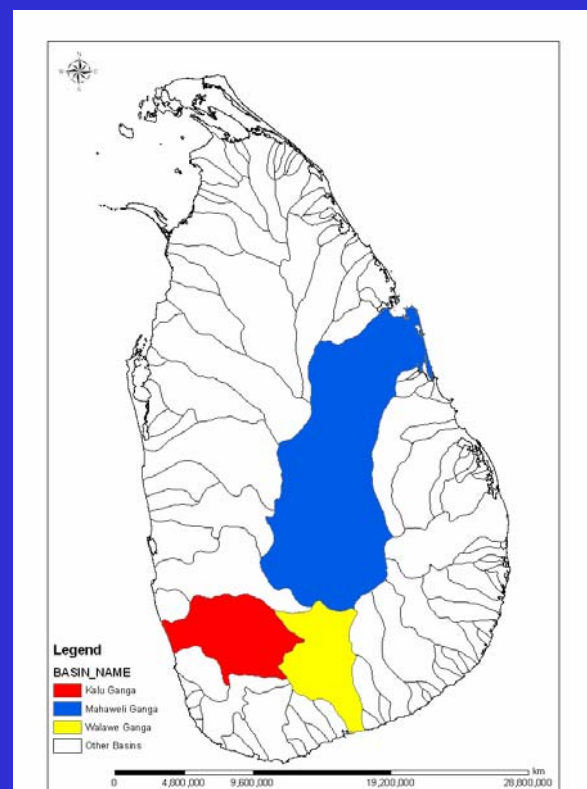 N
W E
S
Legend
BASIN_NAME
Kalu Ganga
Mahaweli Ganga
Walawe Ganga
Other Basins
km
0 4,800,000 9,600,000 19,200,000 28,800,000